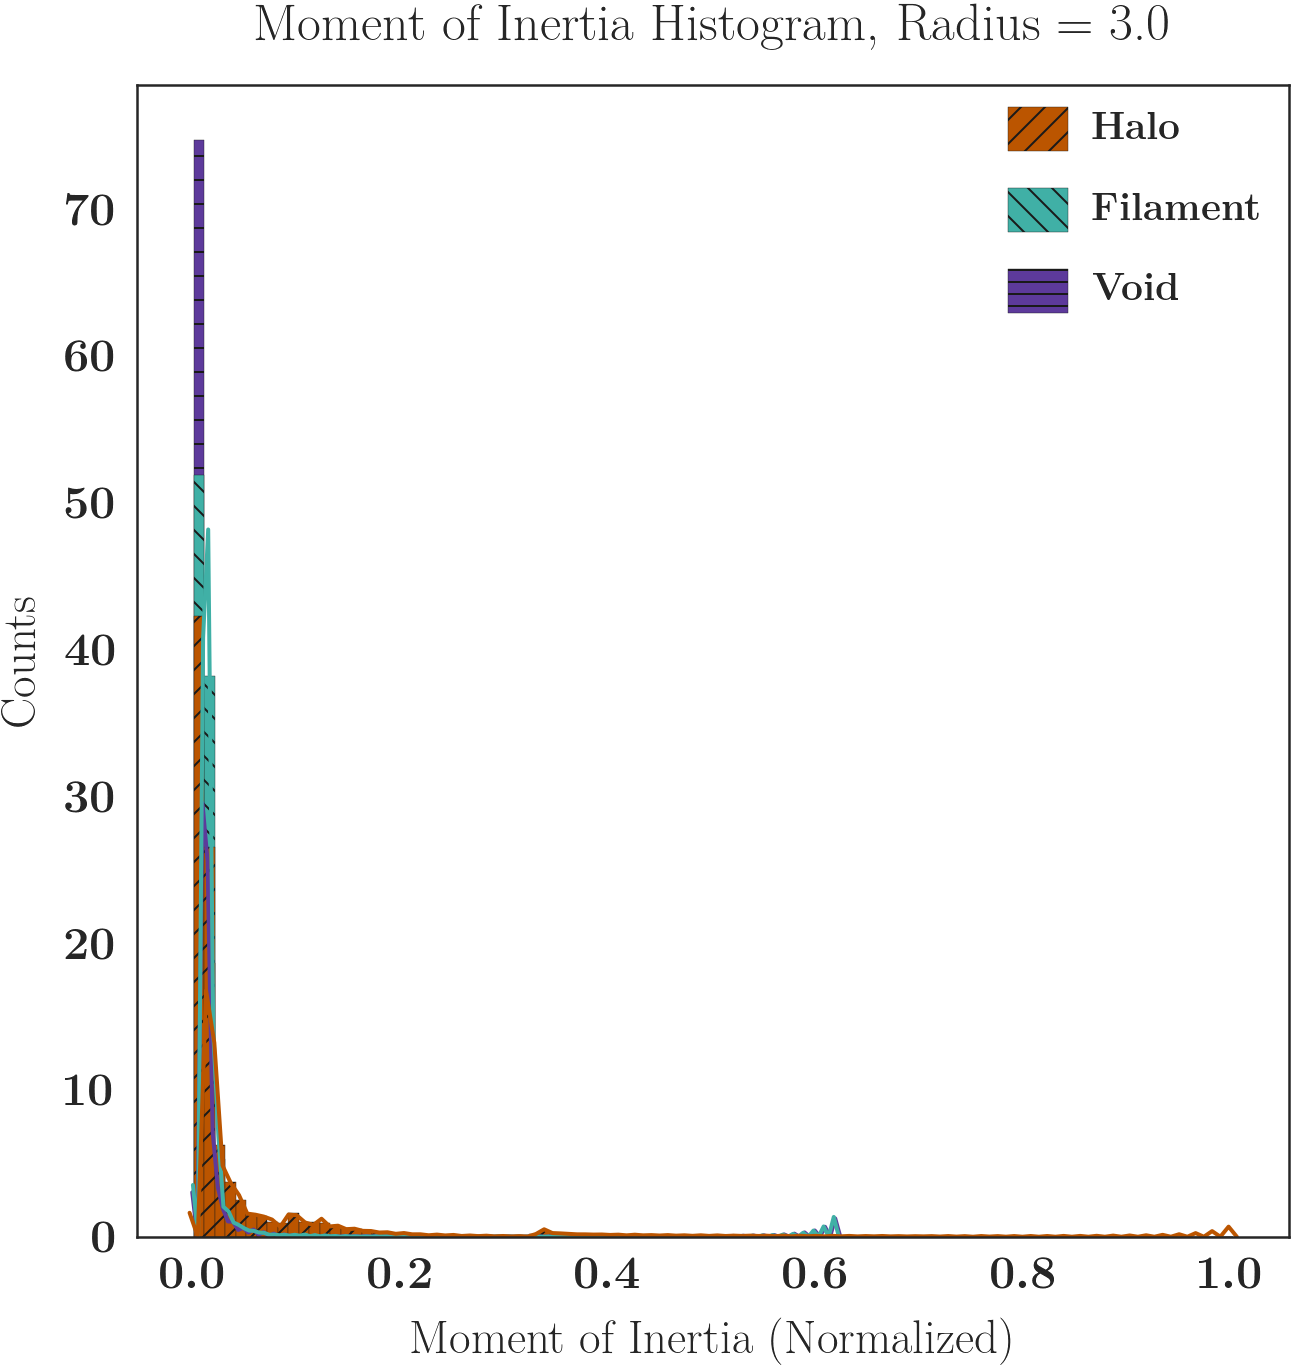 Moment of Inertia Histogram, Radius = 3.0
Halo
Filament
Void
70
60
50
40
30
20
10
0
Counts
0.0 0.2 0.4 0.6 0.8 1.0
Moment of Inertia (Normalized)